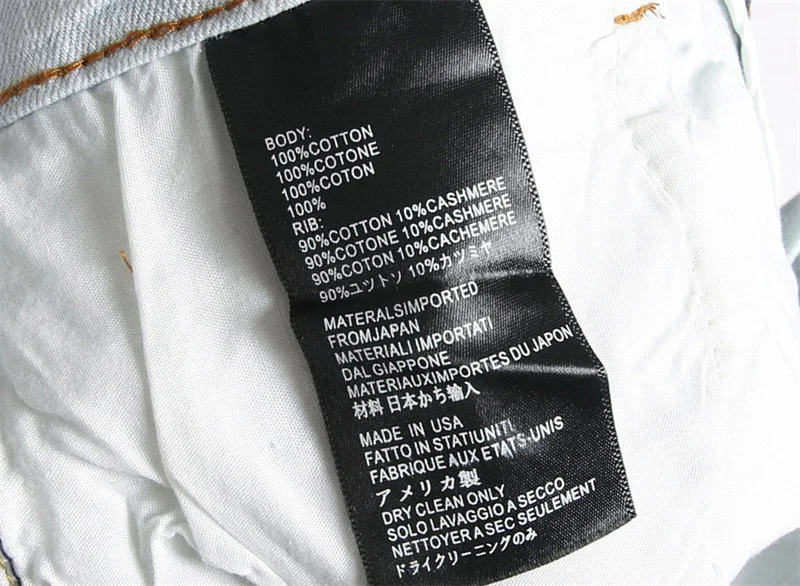 BODY:
100%COTTON
100%COTONE
100%COTON
100%
RIB:
90%COTTON 10%CASHMERE
90%COTONE 10%CASHMERE
90%COTON 10%CACHEMERE
90%ユットソ 10%カツミヤ
MATERALSIMPORTED
FROMJAPAN
MATERIALI IMPORTATI
DAL GIAPPONE
MATERIAUXIMPORTES DU JAPON
材料 日本かち輸入
MADE IN USA
FATTO IN STATIUNITI
FABRIQUE AUX ETATS-UNIS
アメリカ製
DRY CLEAN ONLY
SOLO LAVAGGIO A SECCO
NETTOYER A SEC SEULEMENT
ドライクリーニングのみ